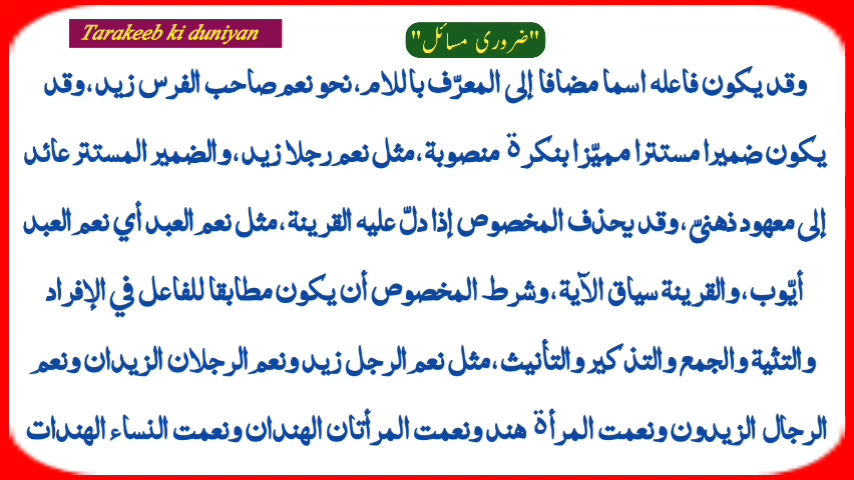 Tarakeeb ki duniyan
"ضروری مسائل"
وقد يكون فاعله اسما مضافا إلى المعرّف باللام، نحو نعم صاحب الفرس زيد، وقد
يكون ضميرا مستترا مميّزا بنكرة منصوبة، مثل نعم رجلا زيد، والضمير المستتر عائد
إلى معهود ذهنيّ، وقد يحذف المخصوص إذا دلّ عليه القرينة، مثل نعم العبد أي نعم العبد
أيّوب، والقرينة سياق الآية، وشرط المخصوص أن يكون مطابقا للفاعل في الإفراد
والتثية والجمع والتذكير والتأنيث، مثل نعم الرجل زيد ونعم الرجلان الزيدان ونعم
الرجال الزيدون ونعمت المرأة هند ونعمت المرأتان الهندان ونعمت النساء الهندات